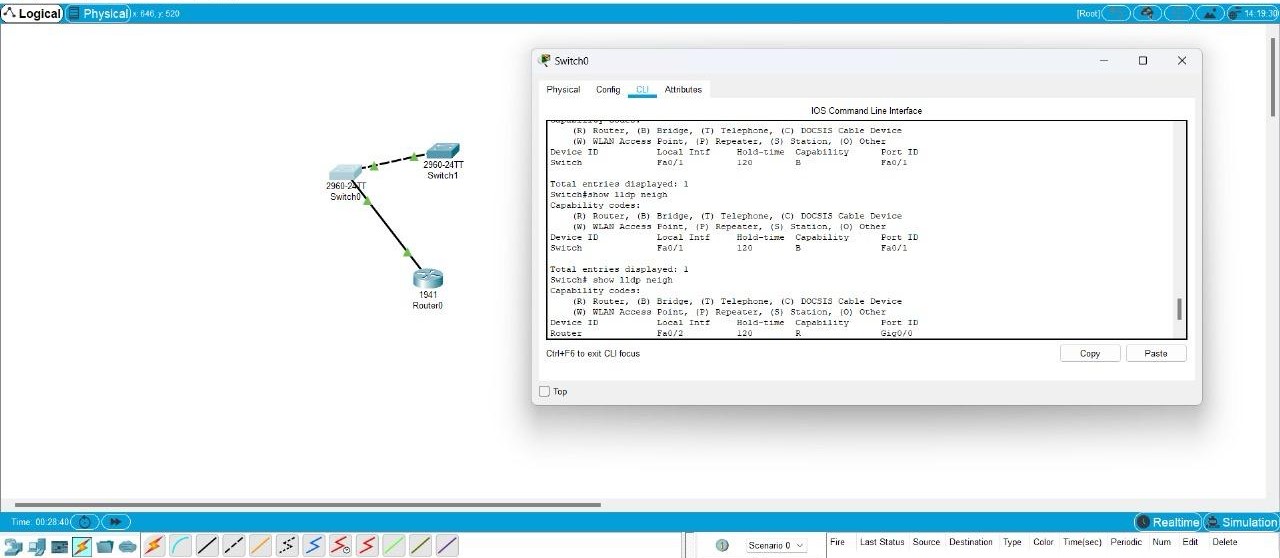 Logical Physical x: 646, y: 520 [Root] 14:19:30
Switch0
Physical Config CLI Attributes
IOS Command Line Interface
Capability codes:
(R) Router, (B) Bridge, (T) Telephone, (C) DOCSIS Cable Device
(W) WLAN Access Point, (P) Repeater, (S) Station, (O) Other
Device ID Local Intf Hold-time Capability Port ID
Switch Fa0/1 120 B Fa0/1
Total entries displayed: 1
Switch#show lldp neigh
Capability codes:
(R) Router, (B) Bridge, (T) Telephone, (C) DOCSIS Cable Device
(W) WLAN Access Point, (P) Repeater, (S) Station, (O) Other
Device ID Local Intf Hold-time Capability Port ID
Switch Fa0/1 120 B Fa0/1
Total entries displayed: 1
Switch# show lldp neigh
Capability codes:
(R) Router, (B) Bridge, (T) Telephone, (C) DOCSIS Cable Device
(W) WLAN Access Point, (P) Repeater, (S) Station, (O) Other
Device ID Local Intf Hold-time Capability Port ID
Router Fa0/2 120 R Gig0/0
Ctrl+F6 to exit CLI focus Copy Paste
Top
2960-24TT
Switch1
2960-24TT
Switch0
1941
Router0
Time: 00:28:40 Realtime Simulation
Scenario 0 Fire Last Status Source Destination Type Color Time(sec) Periodic Num Edit Delete